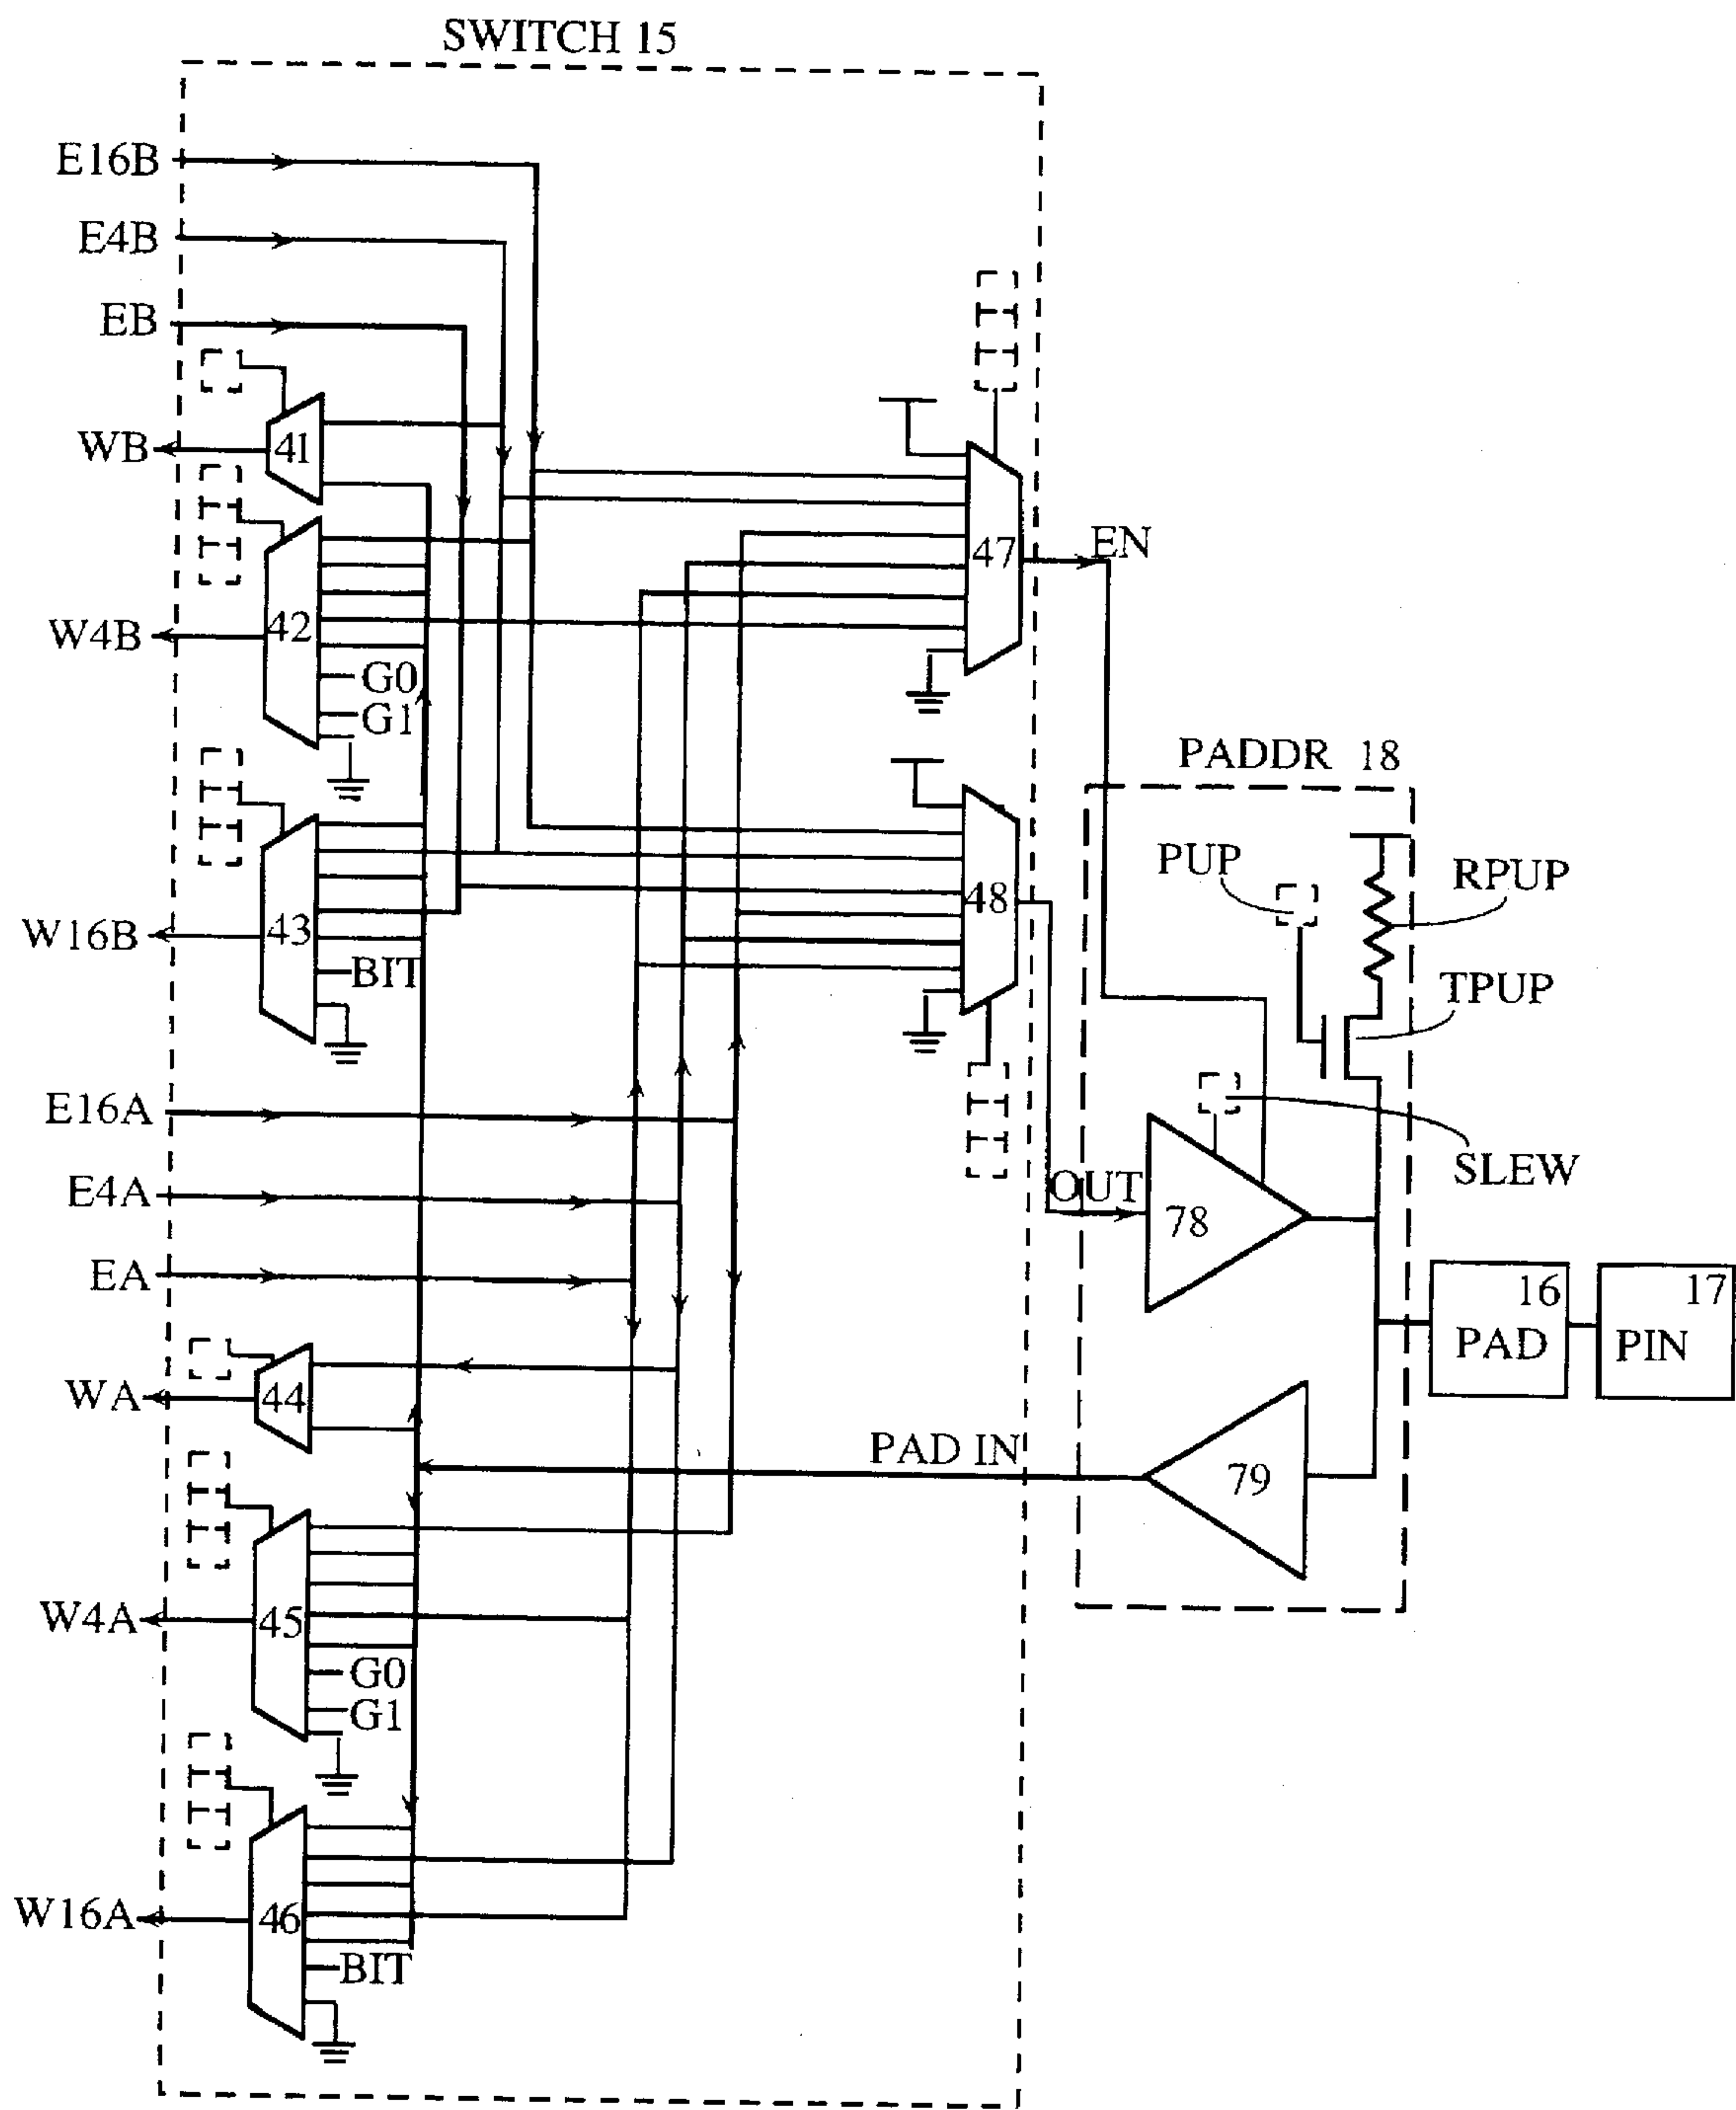 SWITCH 15
E16B
E4B
EB
WB
41
47
EN
W4B
42
G0
G1
PADDR 18
PUP
RPUP
48
W16B
43
BIT
TPUP
E16A
SLEW
E4A
OUT
78
EA
16
PAD
17
PIN
WA
44
PAD IN
79
W4A
45
G0
G1
W16A
46
BIT